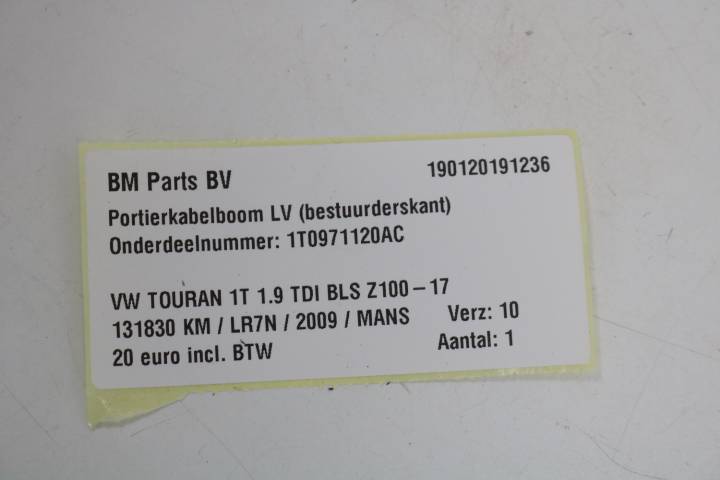 BM Parts BV 190120191236
Portierkabelboom LV (bestuurderskant)
Onderdeelnummer: 1T0971120AC
VW TOURAN 1T 1.9 TDI BLS Z100-17
131830 KM / LR7N / 2009 / MANS Verz: 10
20 euro incl. BTW Aantal: 1